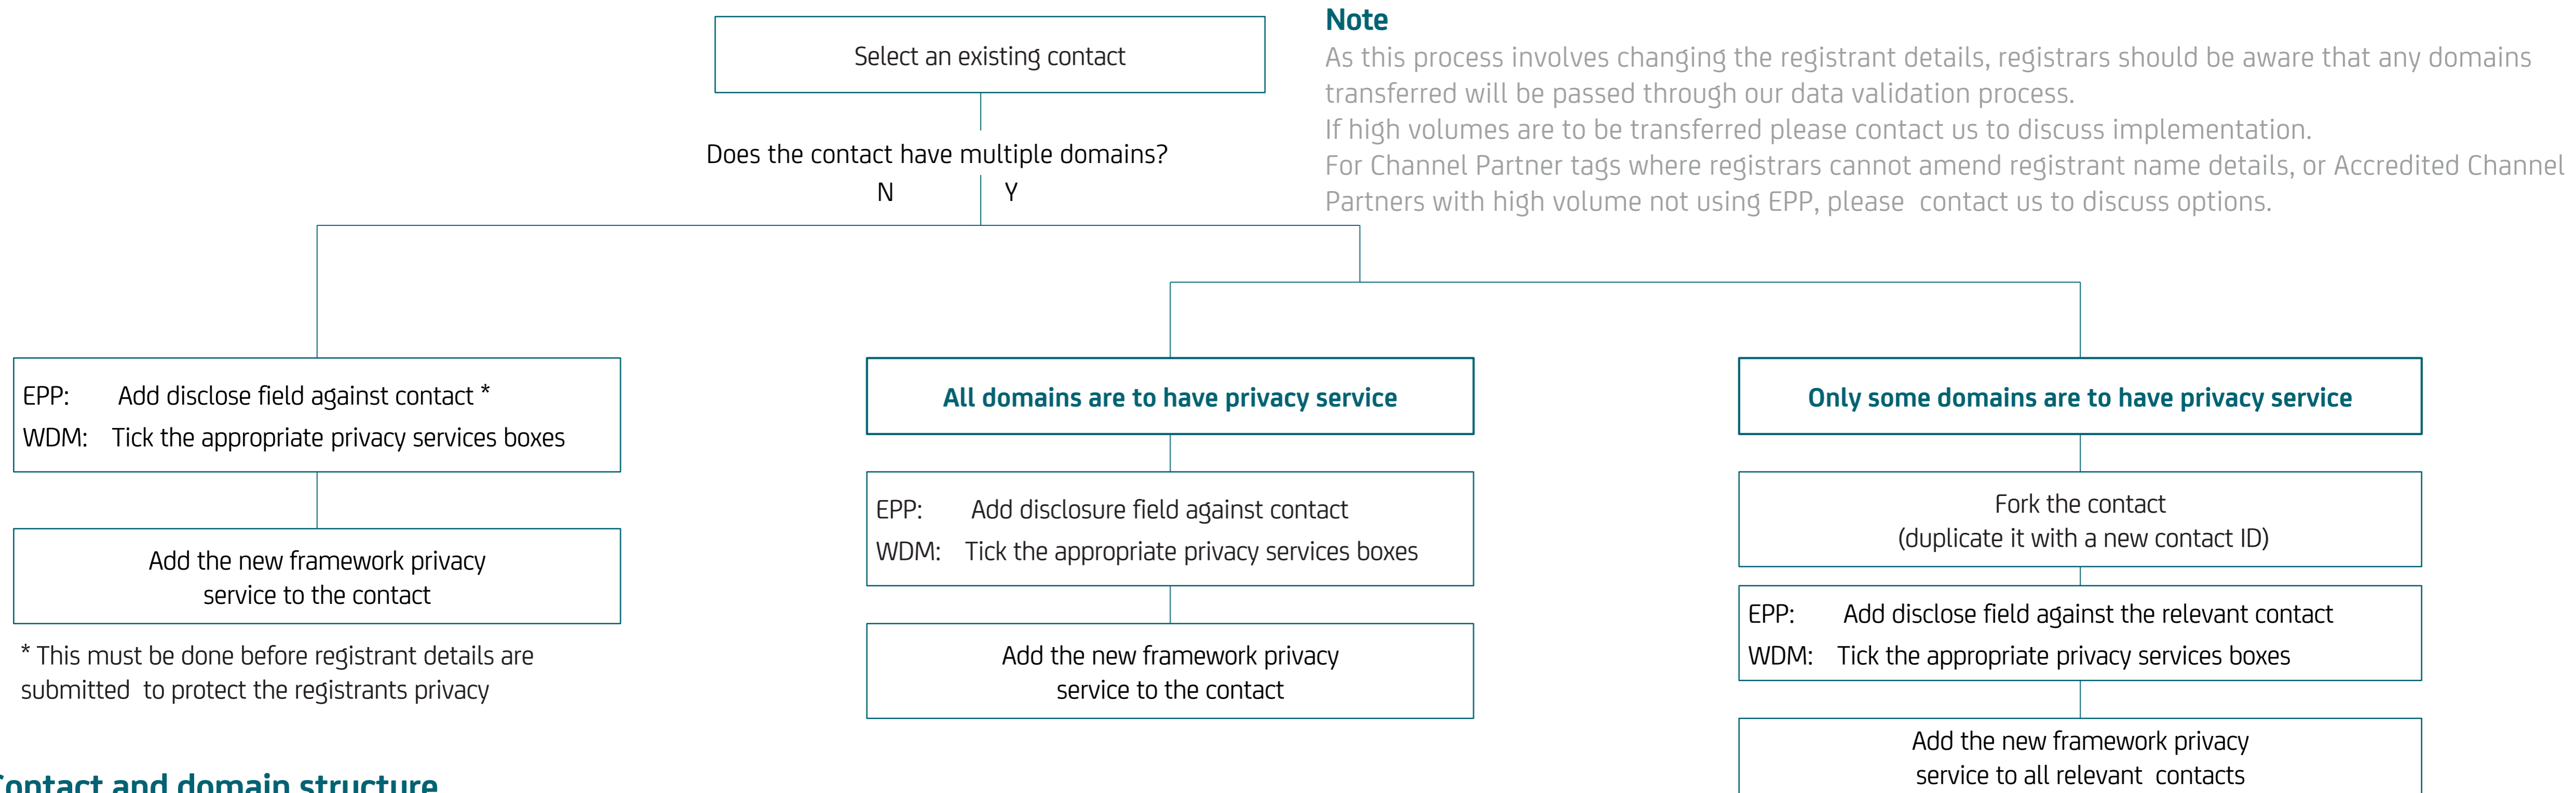 Select an existing contact
Note
As this process involves changing the registrant details, registrars should be aware that any domains
transferred will be passed through our data validation process.
If high volumes are to be transferred please contact us to discuss implementation.
For Channel Partner tags where registrars cannot amend registrant name details, or Accredited Channel
Partners with high volume not using EPP, please contact us to discuss options.
Does the contact have multiple domains?
N Y
EPP: Add disclose field against contact *
WDM: Tick the appropriate privacy services boxes
Add the new framework privacy
service to the contact
* This must be done before registrant details are
submitted to protect the registrants privacy
All domains are to have privacy service
EPP: Add disclosure field against contact
WDM: Tick the appropriate privacy services boxes
Add the new framework privacy
service to the contact
Only some domains are to have privacy service
Fork the contact
(duplicate it with a new contact ID)
EPP: Add disclose field against the relevant contact
WDM: Tick the appropriate privacy services boxes
Add the new framework privacy
service to all relevant contacts
Contact and domain structure